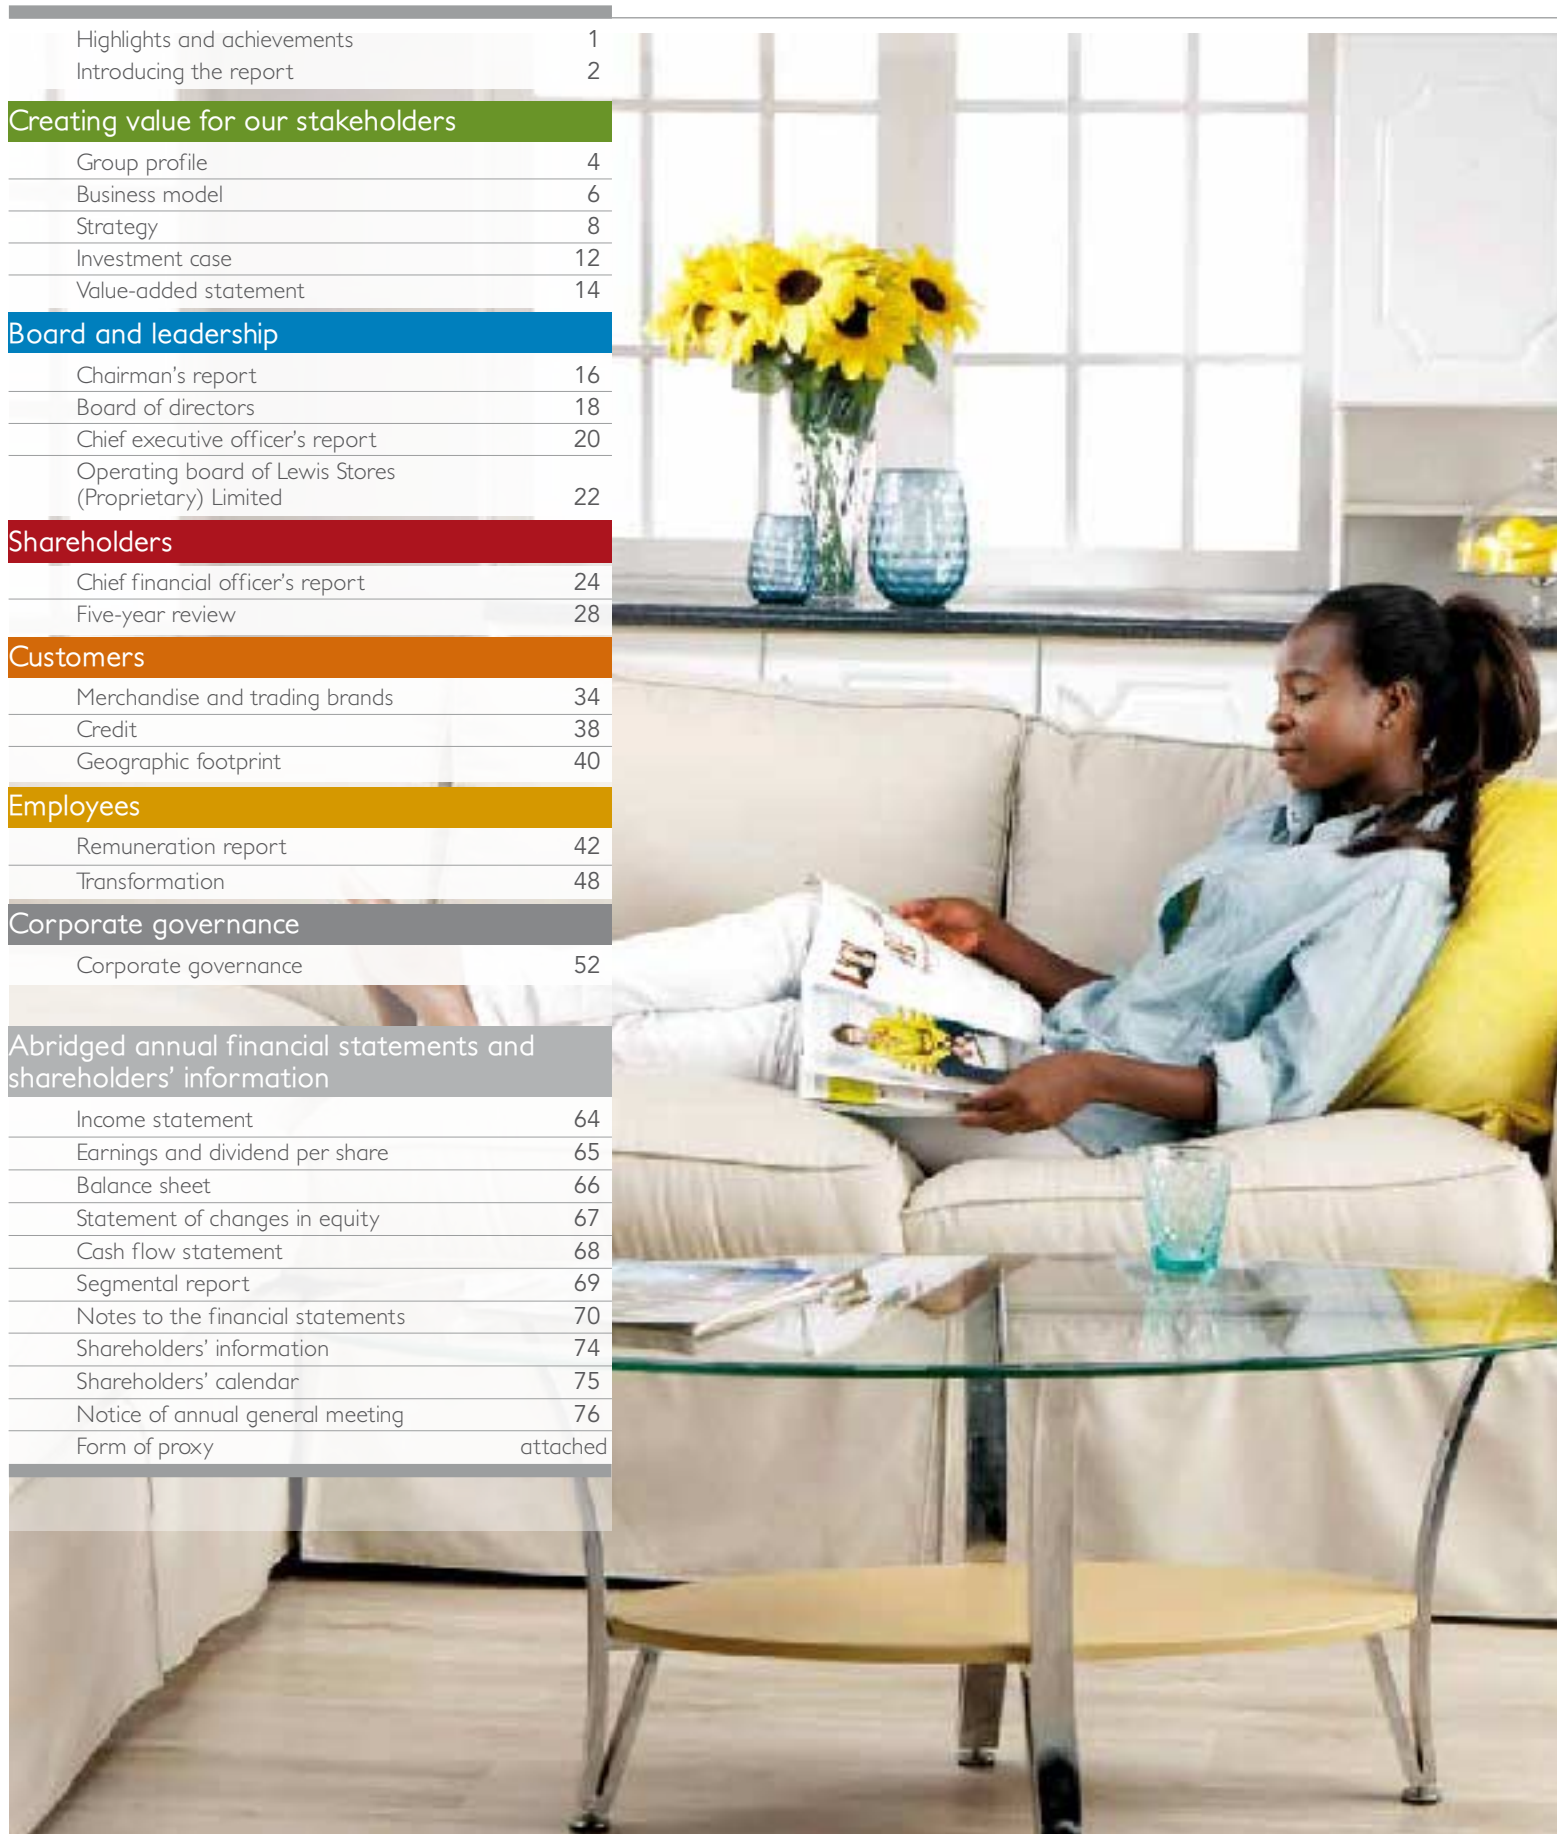 Highlights and achievements 1
Introducing the report 2
Creating value for our stakeholders
Group profile 4
Business model 6
Strategy 8
Investment case 12
Value-added statement 14
Board and leadership
Chairman's report 16
Board of directors 18
Chief executive officer's report 20
Operating board of Lewis Stores
(Proprietary) Limited 22
Shareholders
Chief financial officer's report 24
Five-year review 28
Customers
Merchandise and trading brands 34
Credit 38
Geographic footprint 40
Employees
Remuneration report 42
Transformation 48
Corporate governance
Corporate governance 52
Abridged annual financial statements and
shareholders' information
Income statement 64
Earnings and dividend per share 65
Balance sheet 66
Statement of changes in equity 67
Cash flow statement 68
Segmental report 69
Notes to the financial statements 70
Shareholders' information 74
Shareholders' calendar 75
Notice of annual general meeting 76
Form of proxy attached